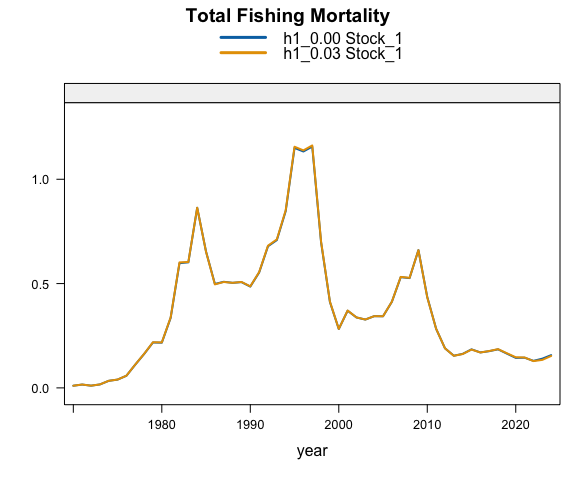 Total Fishing Mortality
h1_0.00 Stock_1
h1_0.03 Stock_1
1.0
0.5
0.0
1980 1990 2000 2010 2020
year